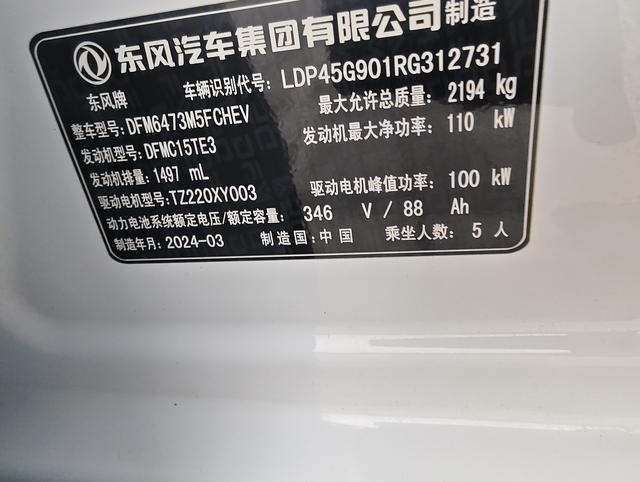 东风汽车集团有限公司制造
东风牌 车辆识别代号: LDP45G901RG312731
整车型号: DFM6473M5FCHEV 最大允许总质量: 2194 kg
发动机型号: DFMC15TE3 发动机最大净功率: 110 kW
发动机排量: 1497 mL
驱动电机型号: TZ220XY003 驱动电机峰值功率: 100 kW
动力电池系统额定电压/额定容量: 346 V / 88 Ah
制造年月: 2024-03 制造国: 中国 乘坐人数: 5 人